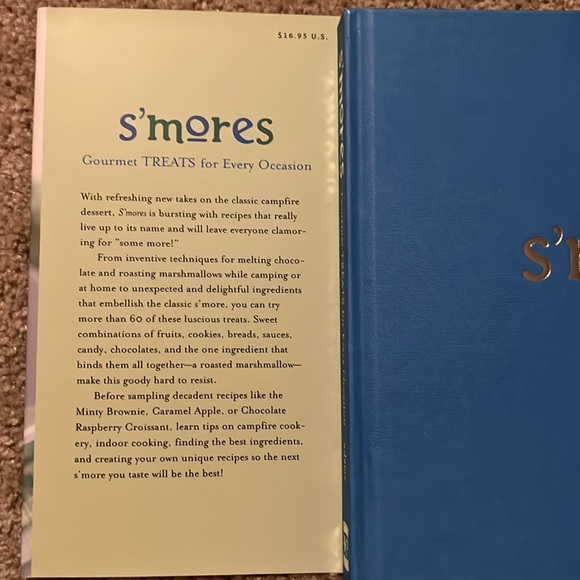 $16.95 U.S.
s'mores
Gourmet TREATS for Every Occasion
With refreshing new takes on the classic campfire
dessert, S'mores is bursting with recipes that really
live up to its name and will leave everyone clamor-
ing for "some more!"
From inventive techniques for melting choco-
late and roasting marshmallows while camping or
at home to unexpected and delightful ingredients
that embellish the classic s'more, you can try
more than 60 of these luscious treats. Sweet
combinations of fruits, cookies, breads, sauces,
candy, chocolates, and the one ingredient that
binds them all together—a roasted marshmallow—
make this goody hard to resist.
Before sampling decadent recipes like the
Minty Brownie, Caramel Apple, or Chocolate
Raspberry Croissant, learn tips on campfire cook-
ery, indoor cooking, finding the best ingredients,
and creating your own unique recipes so the next
s'more you taste will be the best!
s'